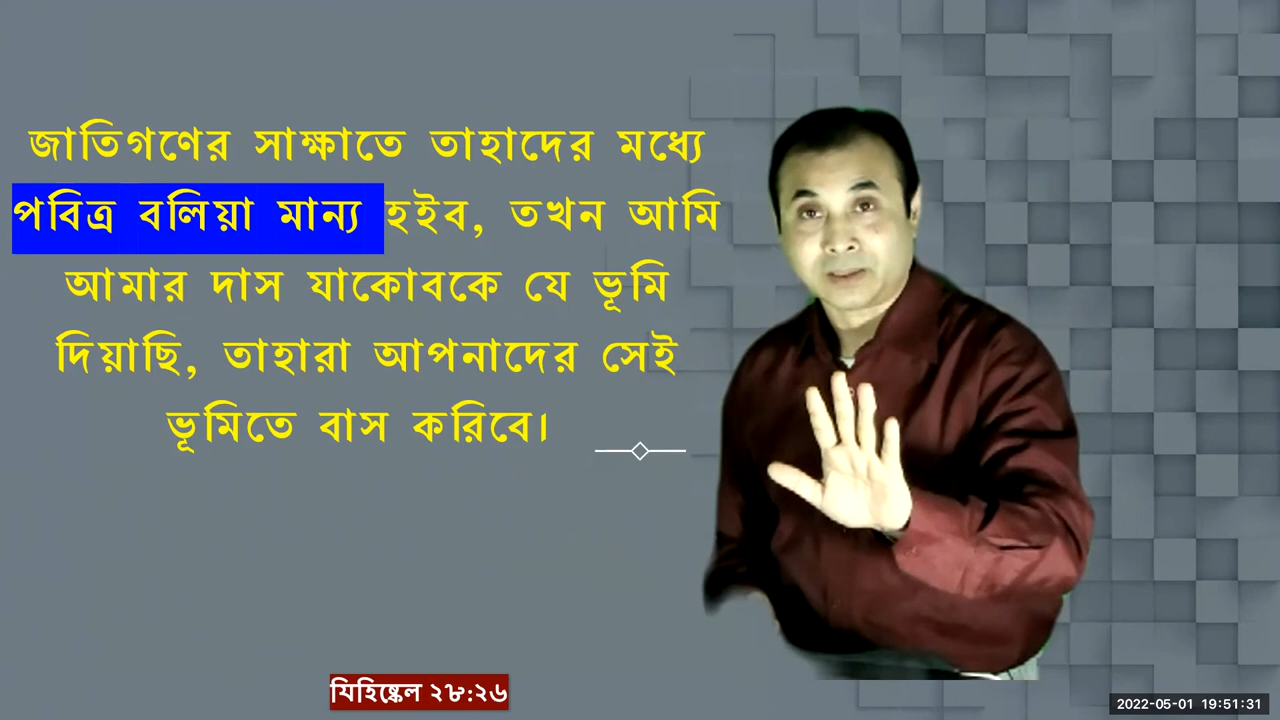 জাতিগণের সাক্ষাতে তাহাদের মধ্যে
পবিত্র বলিয়া মান্য হইব, তখন আমি
আমার দাস যাকোবকে যে ভূমি
দিয়াছি, তাহারা আপনাদের সেই
ভূমিতে বাস করিবে।
যিহিষ্কেল ২৮:২৬
2022-05-01 19:51:31